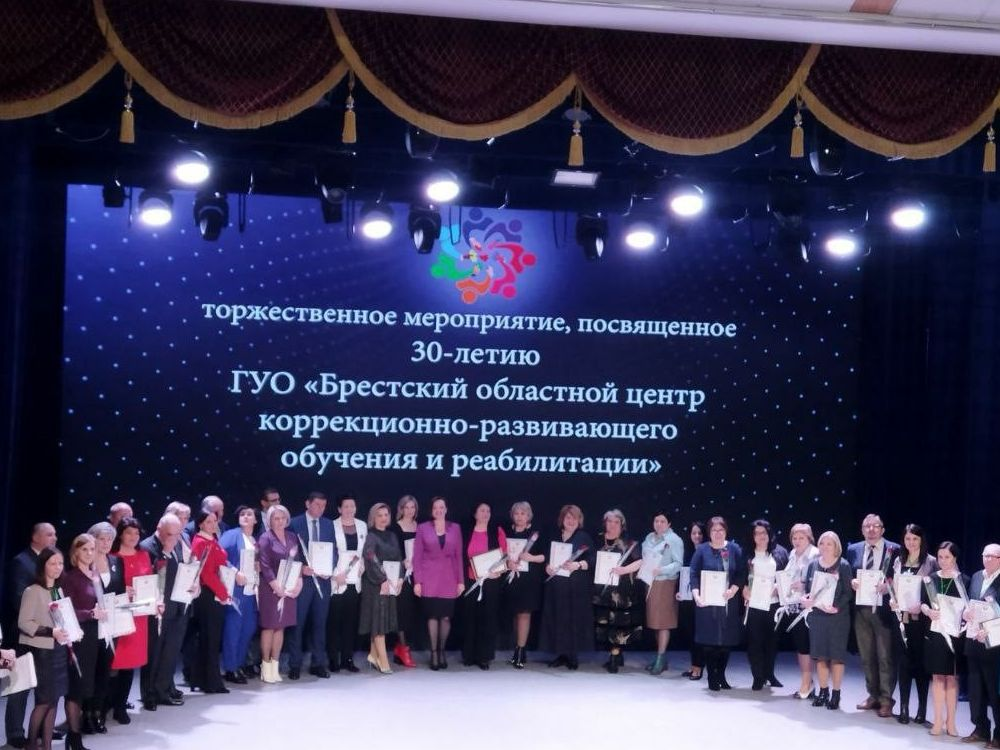 торжественное мероприятие, посвященное
30-летию
ГУО «Брестский областной центр
коррекционно-развивающего
обучения и реабилитации»